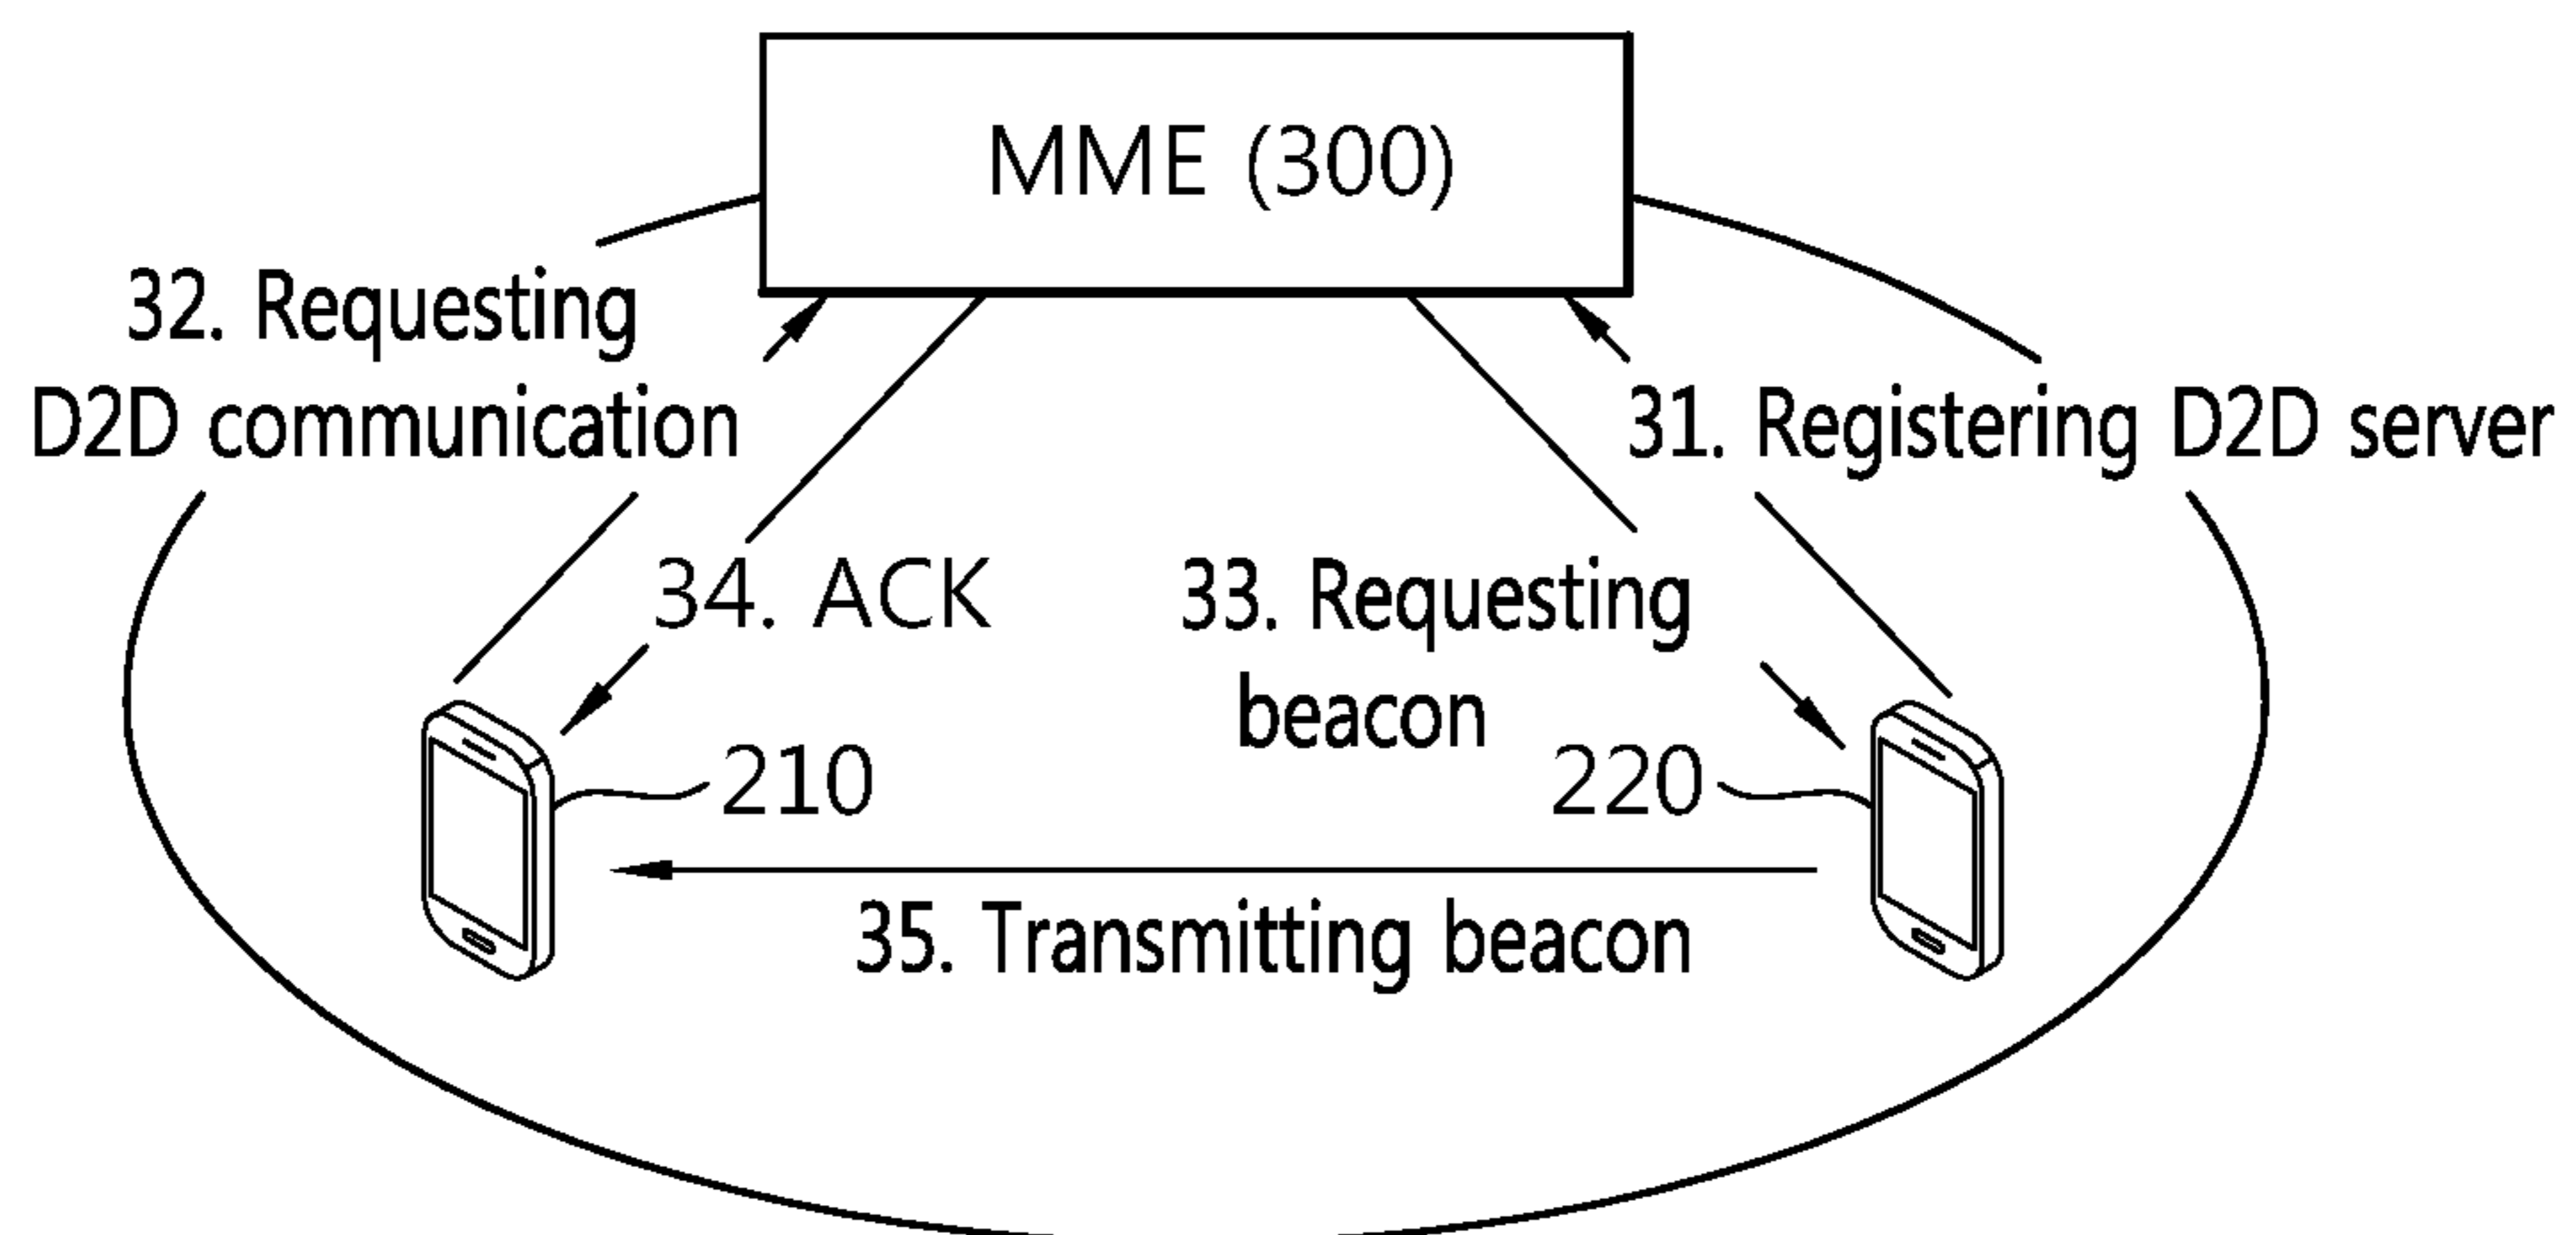 MME (300)
32. Requesting
D2D communication
31. Registering D2D server
34. ACK
33. Requesting
beacon
210
220
35. Transmitting beacon